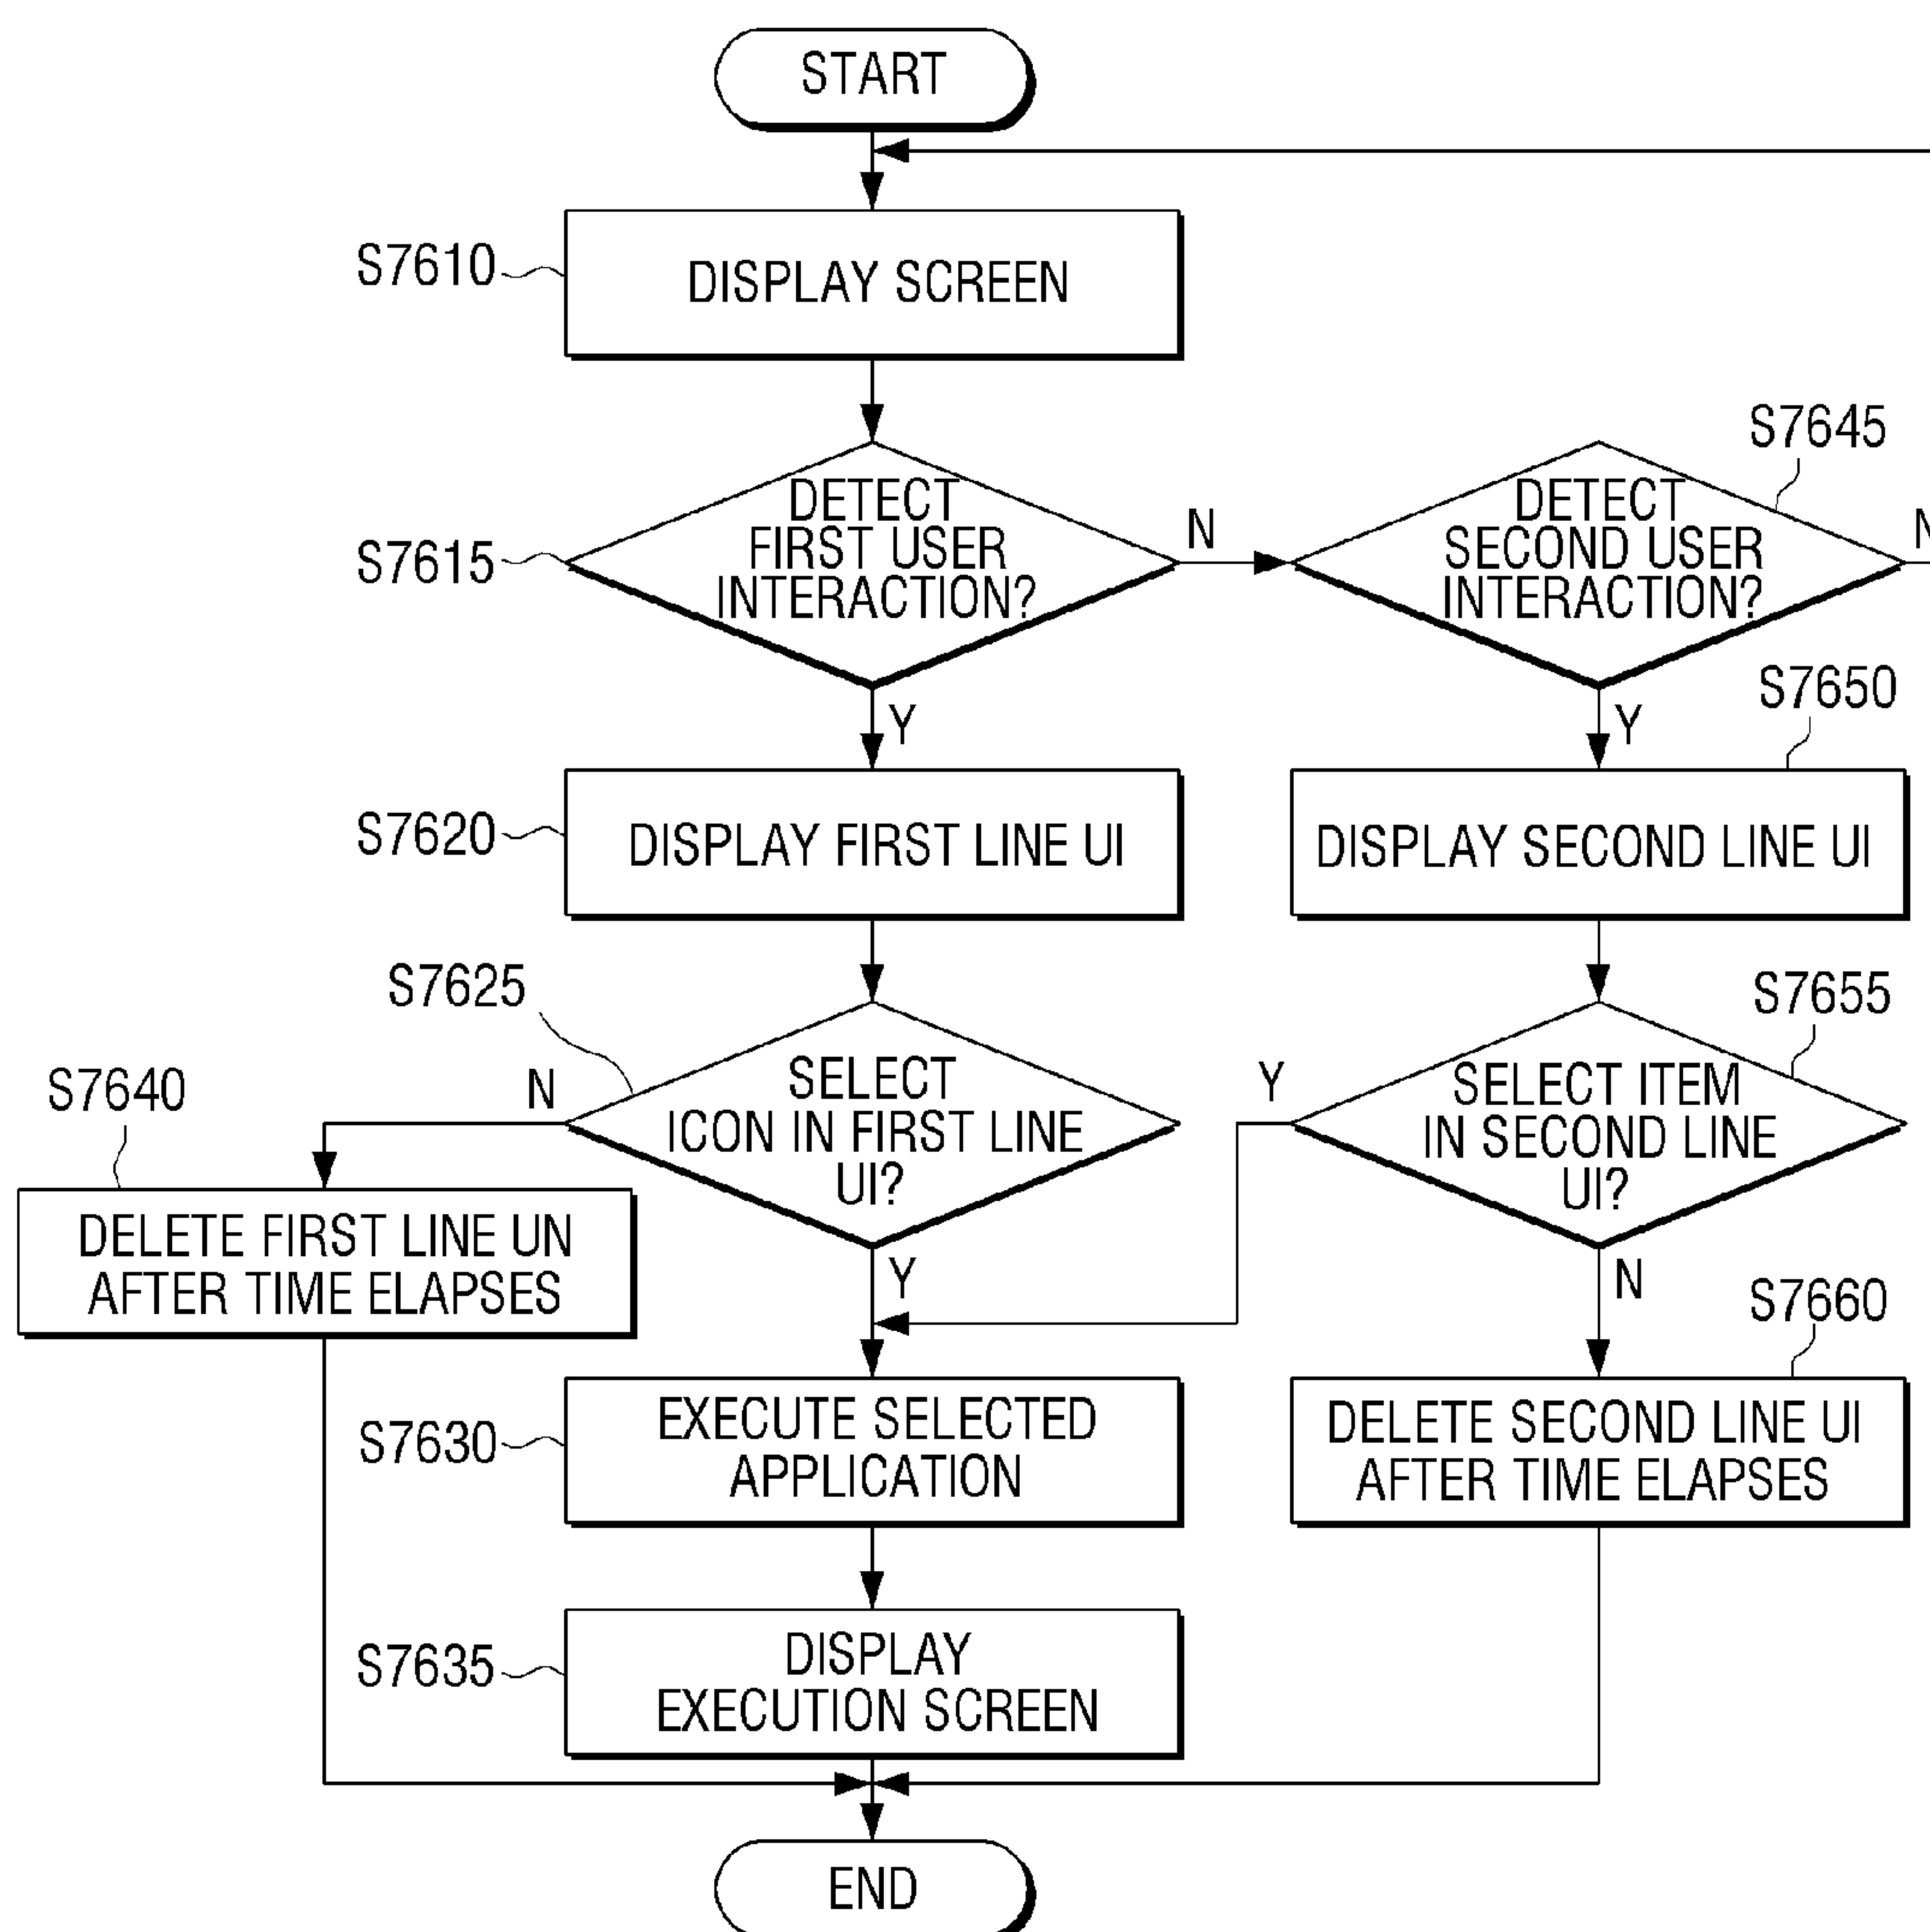 START
S7610
DISPLAY SCREEN
S7615
DETECT
FIRST USER
INTERACTION?
N
S7645
DETECT
SECOND USER
INTERACTION?
N
Y
Y
S7620
DISPLAY FIRST LINE UI
S7650
DISPLAY SECOND LINE UI
S7625
SELECT
ICON IN FIRST LINE
UI?
N
Y
S7655
SELECT ITEM
IN SECOND LINE
UI?
Y
N
S7640
DELETE FIRST LINE UN
AFTER TIME ELAPSES
S7630
EXECUTE SELECTED
APPLICATION
S7660
DELETE SECOND LINE UI
AFTER TIME ELAPSES
S7635
DISPLAY
EXECUTION SCREEN
END